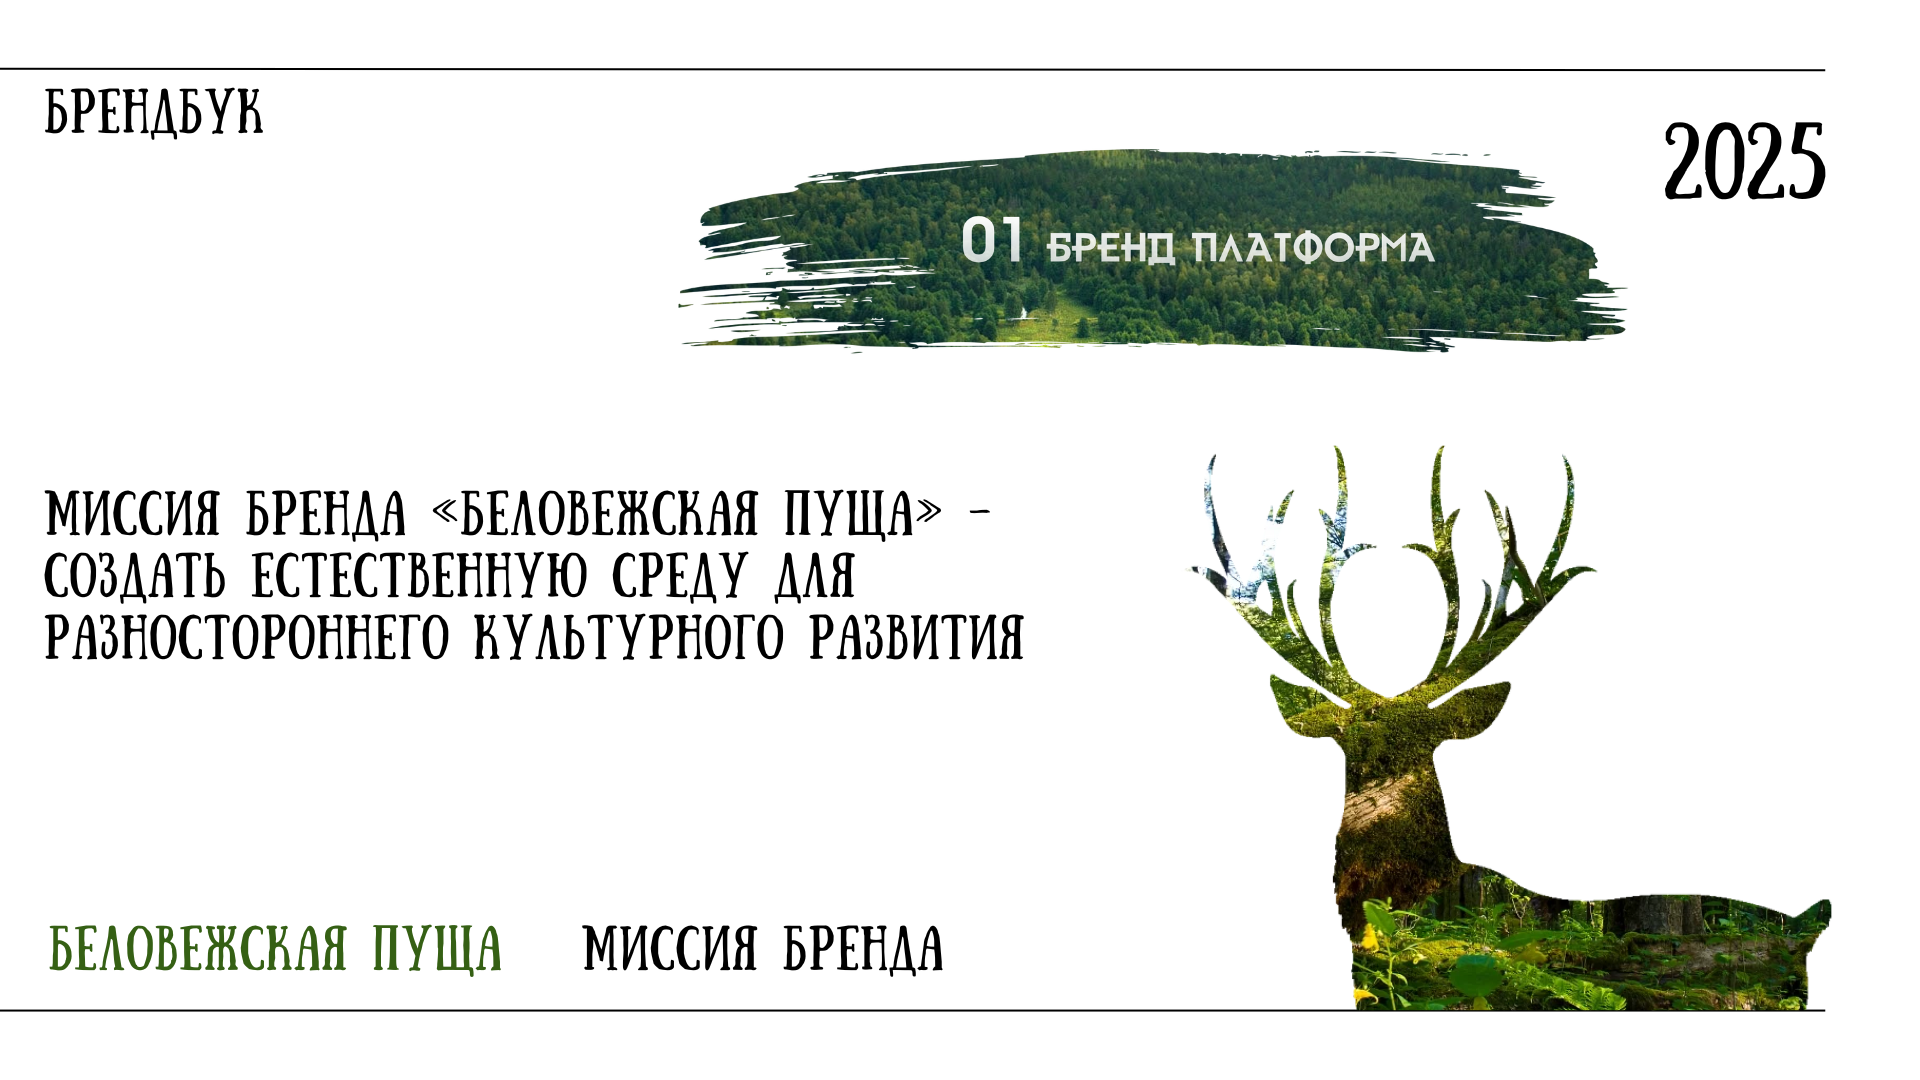 БРЕНДБУК
2025
01 БРЕНД ПЛАТФОРМА
МИССИЯ БРЕНДА «БЕЛОВЕЖСКАЯ ПУЩА» –
СОЗДАТЬ ЕСТЕСТВЕННУЮ СРЕДУ ДЛЯ
РАЗНОСТОРОННЕГО КУЛЬТУРНОГО РАЗВИТИЯ
БЕЛОВЕЖСКАЯ ПУЩА МИССИЯ БРЕНДА